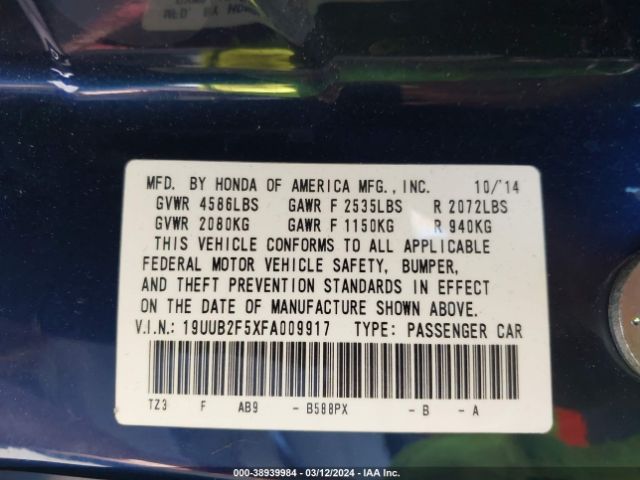 MFD. BY HONDA OF AMERICA MFG., INC. 10/'14
GVWR 4586LBS GAWR F 2535LBS R 2072LBS
GVWR 2080KG GAWR F 1150KG R 940KG
THIS VEHICLE CONFORMS TO ALL APPLICABLE
FEDERAL MOTOR VEHICLE SAFETY, BUMPER,
AND THEFT PREVENTION STANDARDS IN EFFECT
ON THE DATE OF MANUFACTURE SHOWN ABOVE.
V.I.N.: 19UUB2F5XFA009917 TYPE: PASSENGER CAR
TZ3 F AB9 - B588PX - B - A
000-38939984 - 03/12/2024 - IAA Inc.